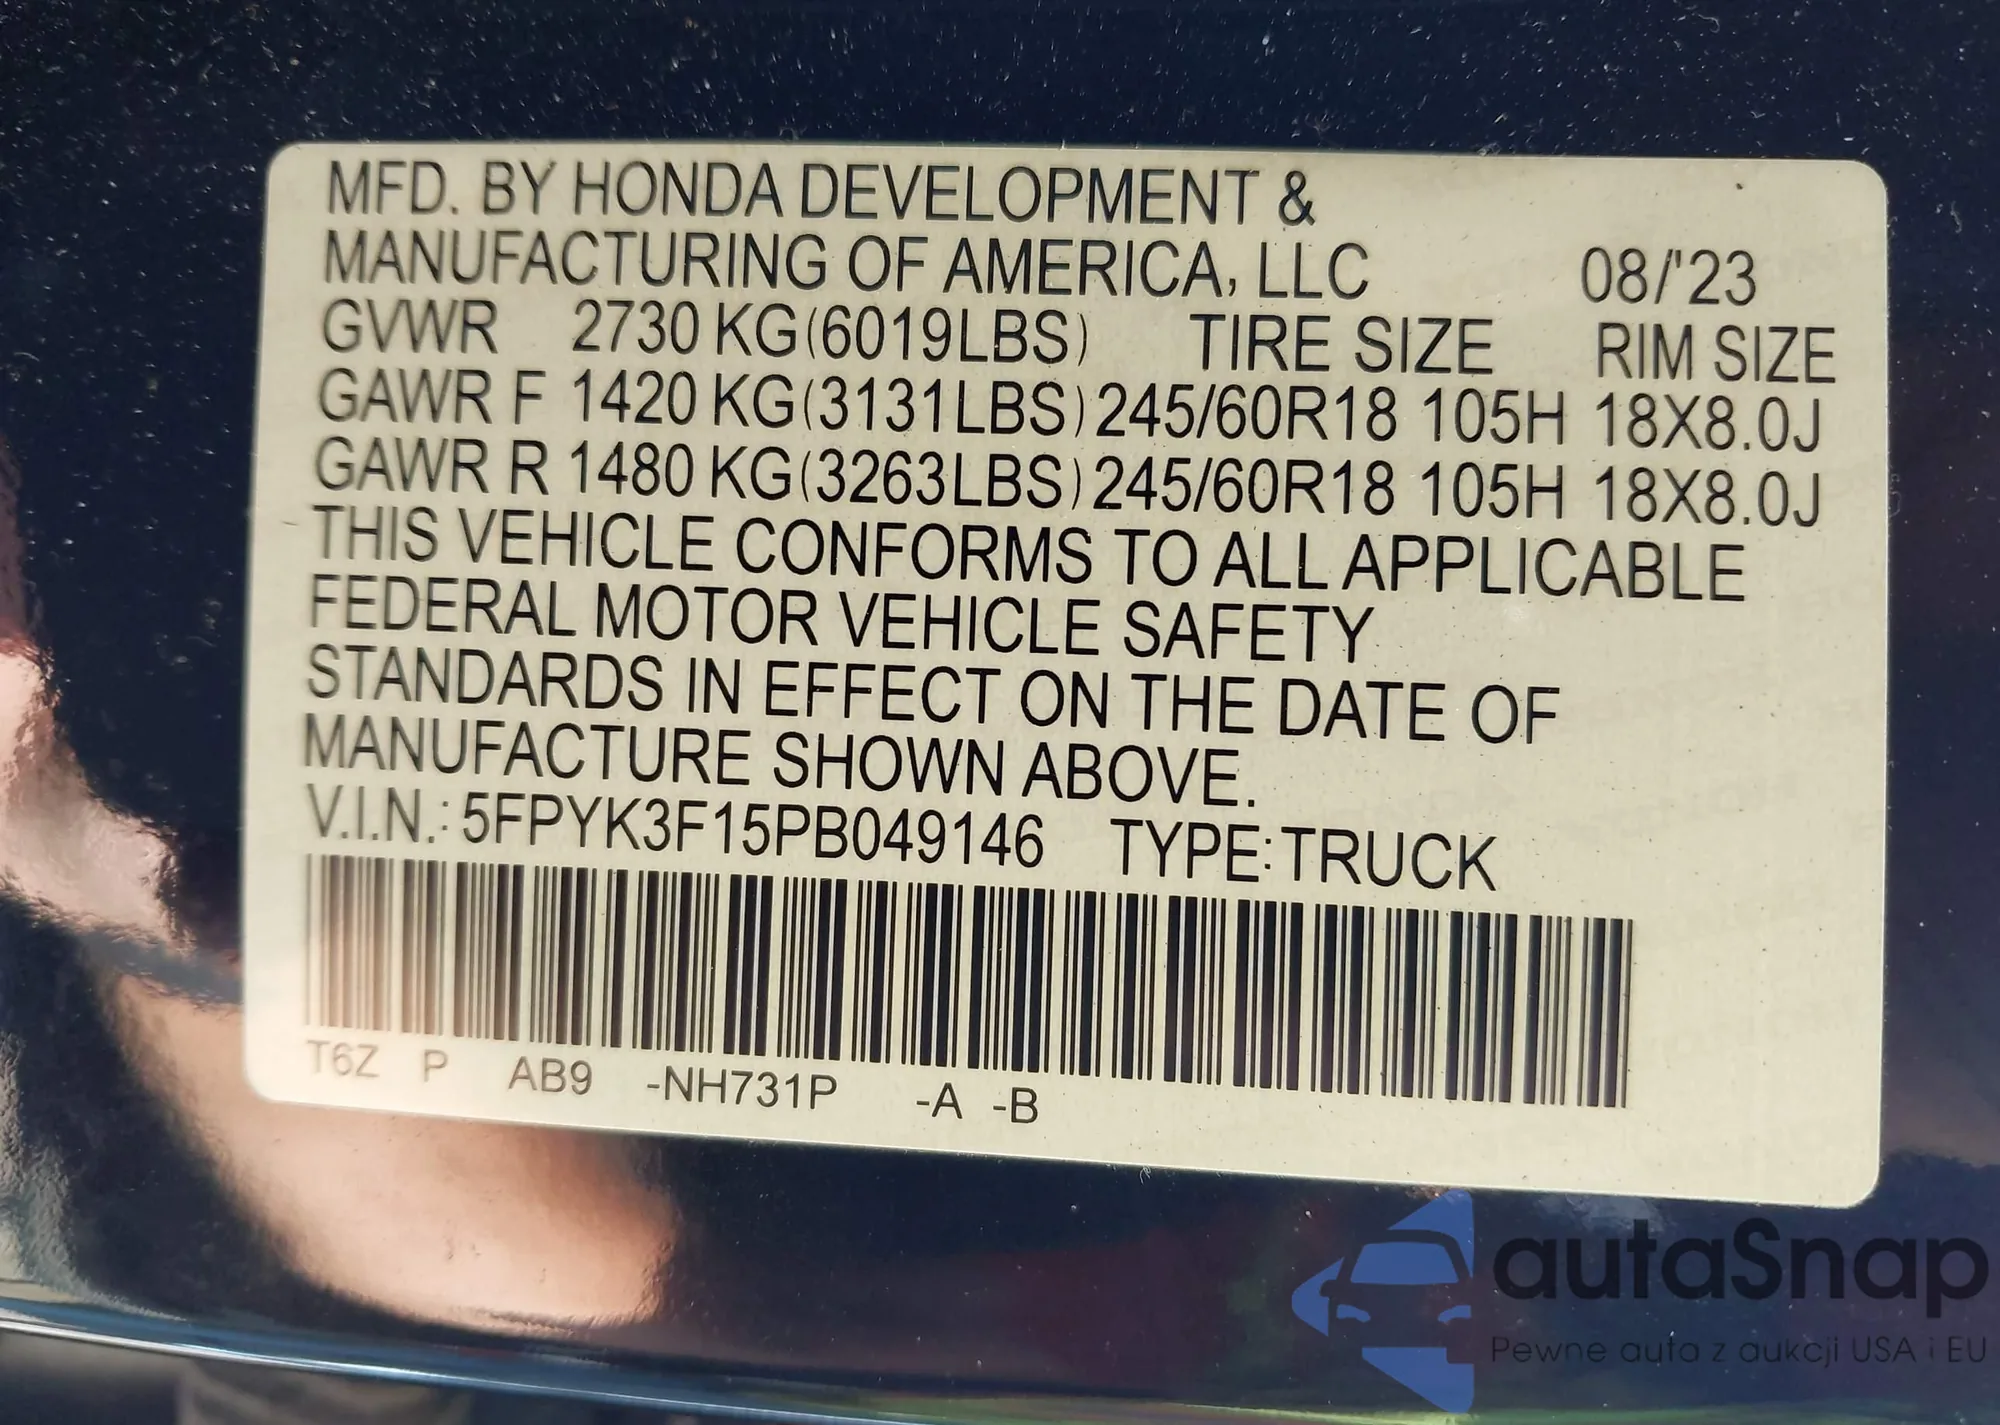 MFD. BY HONDA DEVELOPMENT &
MANUFACTURING OF AMERICA, LLC 08/'23
GVWR 2730 KG(6019LBS) TIRE SIZE RIM SIZE
GAWR F 1420 KG(3131LBS) 245/60R18 105H 18X8.0J
GAWR R 1480 KG(3263LBS) 245/60R18 105H 18X8.0J
THIS VEHICLE CONFORMS TO ALL APPLICABLE
FEDERAL MOTOR VEHICLE SAFETY
STANDARDS IN EFFECT ON THE DATE OF
MANUFACTURE SHOWN ABOVE.
V.I.N.: 5FPYK3F15PB049146 TYPE: TRUCK
T6Z P AB9 -NH731P -A -B
autaSnap
Pewne auta z aukcji USA i EU